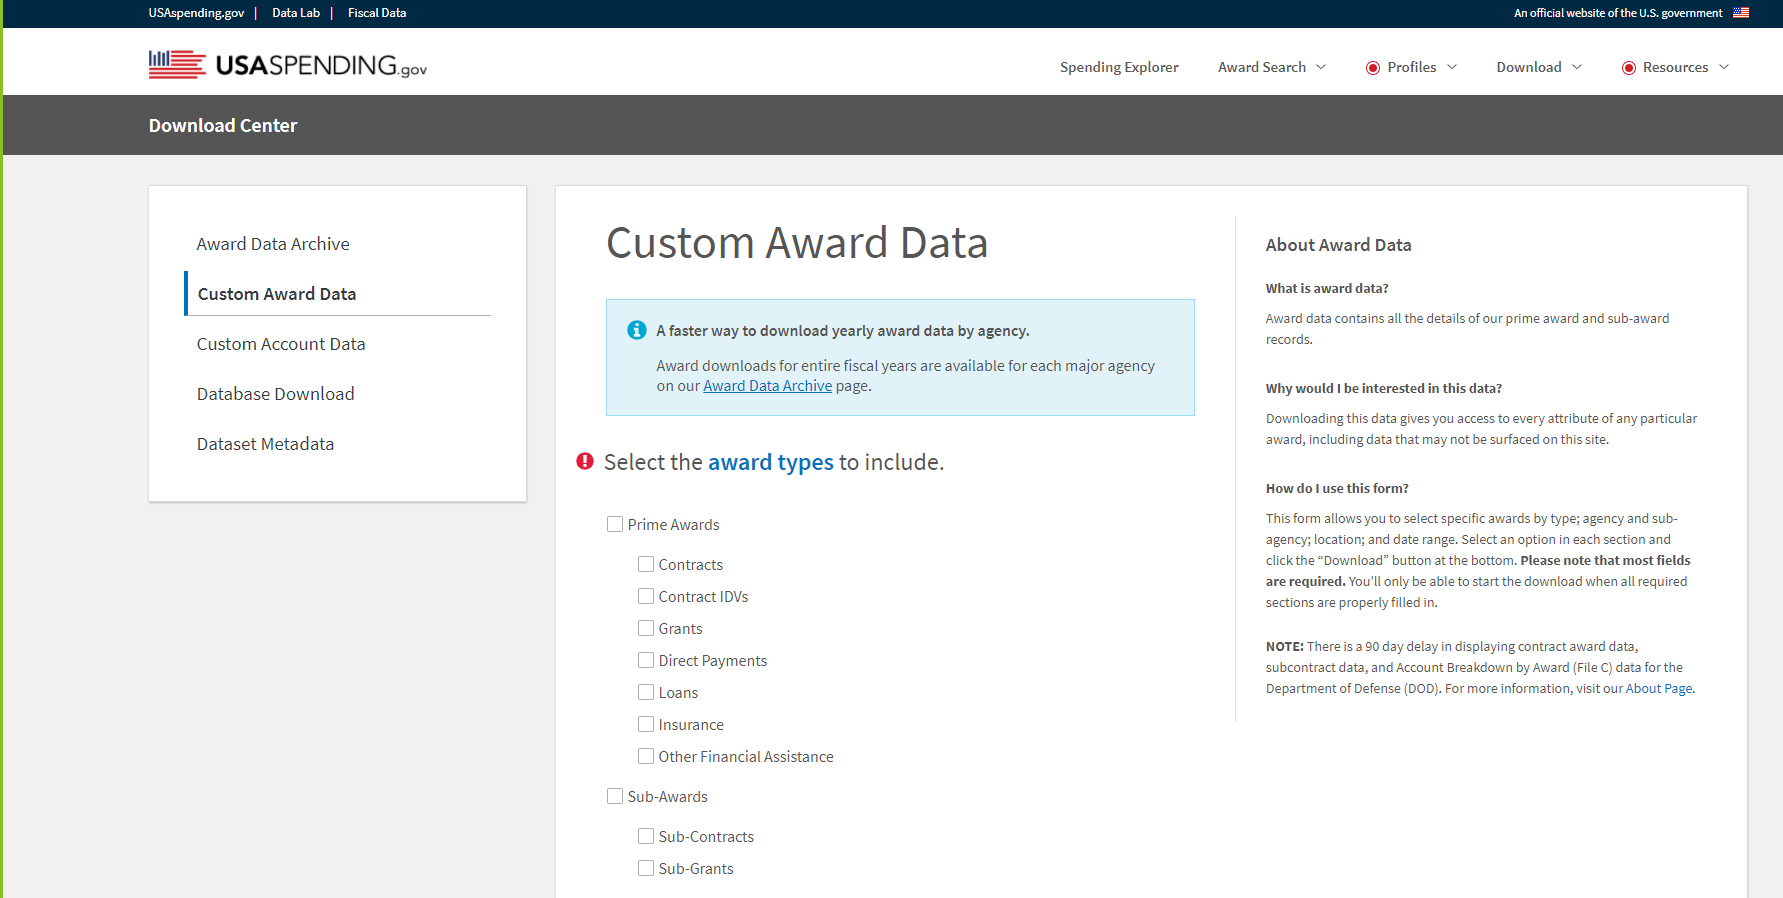 USAspending.gov | Data Lab | Fiscal Data
An official website of the U.S. government
USASPENDING.gov
Spending Explorer
Award Search
Profiles
Download
Resources
Download Center
Award Data Archive
Custom Award Data
Custom Account Data
Database Download
Dataset Metadata
Custom Award Data
A faster way to download yearly award data by agency.
Award downloads for entire fiscal years are available for each major agency
on our Award Data Archive page.
Select the award types to include.
Prime Awards
Contracts
Contract IDVs
Grants
Direct Payments
Loans
Insurance
Other Financial Assistance
Sub-Awards
Sub-Contracts
Sub-Grants
About Award Data
What is award data?
Award data contains all the details of our prime award and sub-award
records.
Why would I be interested in this data?
Downloading this data gives you access to every attribute of any particular
award, including data that may not be surfaced on this site.
How do I use this form?
This form allows you to select specific awards by type; agency and sub-
agency; location; and date range. Select an option in each section and
click the “Download” button at the bottom. Please note that most fields
are required. You'll only be able to start the download when all required
sections are properly filled in.
NOTE: There is a 90 day delay in displaying contract award data,
subcontract data, and Account Breakdown by Award (File C) data for the
Department of Defense (DOD). For more information, visit our About Page.